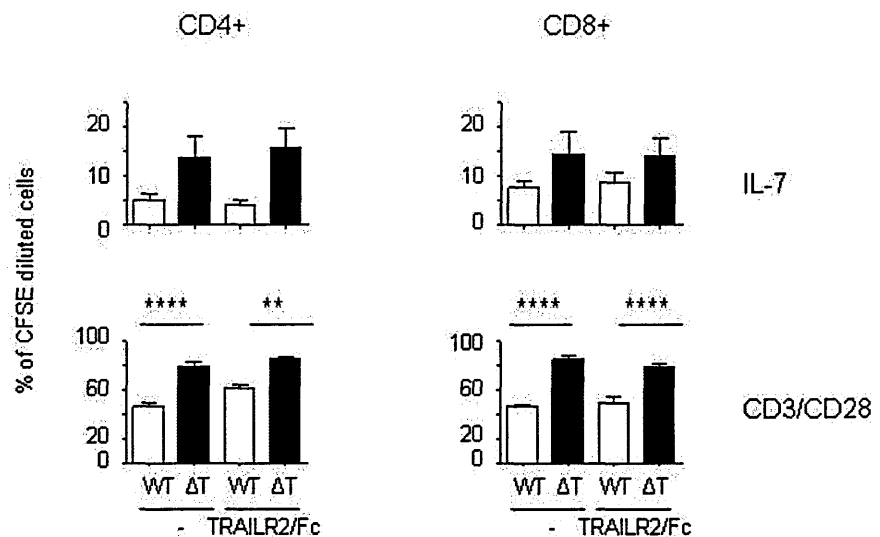 CD4+ CD8+
% of CFSE diluted cells
20 20
10 10 IL-7
0 0
**** ** **** ****
100 100
60 60 CD3/CD28
20 20
0 0
WT ΔT WT ΔT WT ΔT WT ΔT
- TRAILR2/Fc - TRAILR2/Fc